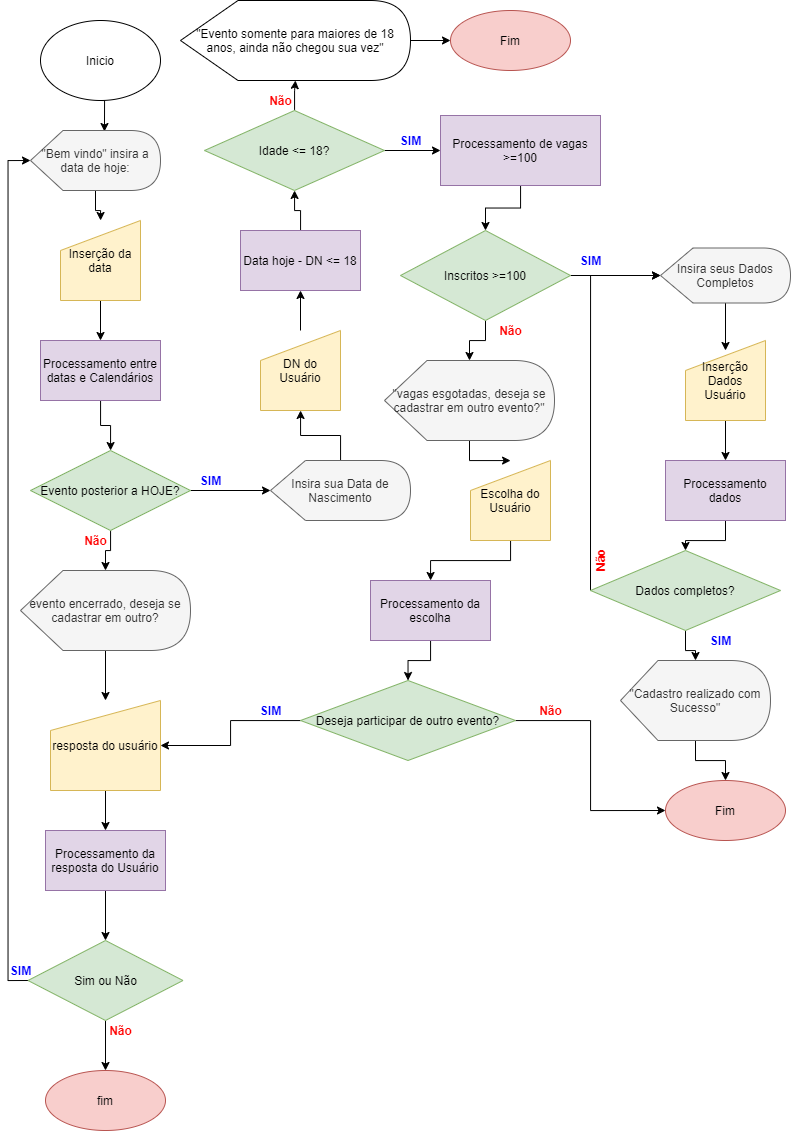 Inicio
"Bem vindo" insira a
data de hoje:
Inserção da
data
Processamento entre
datas e Calendários
Evento posterior a HOJE?
SIM
Não
evento encerrado, deseja se
cadastrar em outro?
resposta do usuário
Processamento da
resposta do Usuário
Sim ou Não
SIM
Não
fim
Insira sua Data de
Nascimento
DN do
Usuário
Data hoje - DN <= 18
Idade <= 18?
Não
SIM
"Evento somente para maiores de 18
anos, ainda não chegou sua vez"
Fim
Processamento de vagas
>=100
Inscritos >=100
SIM
Não
"vagas esgotadas, deseja se
cadastrar em outro evento?"
Escolha do
Usuário
Processamento da
escolha
Deseja participar de outro evento?
SIM
Não
Insira seus Dados
Completos
Inserção
Dados
Usuário
Processamento
dados
Dados completos?
Não
SIM
"Cadastro realizado com
Sucesso"
Fim